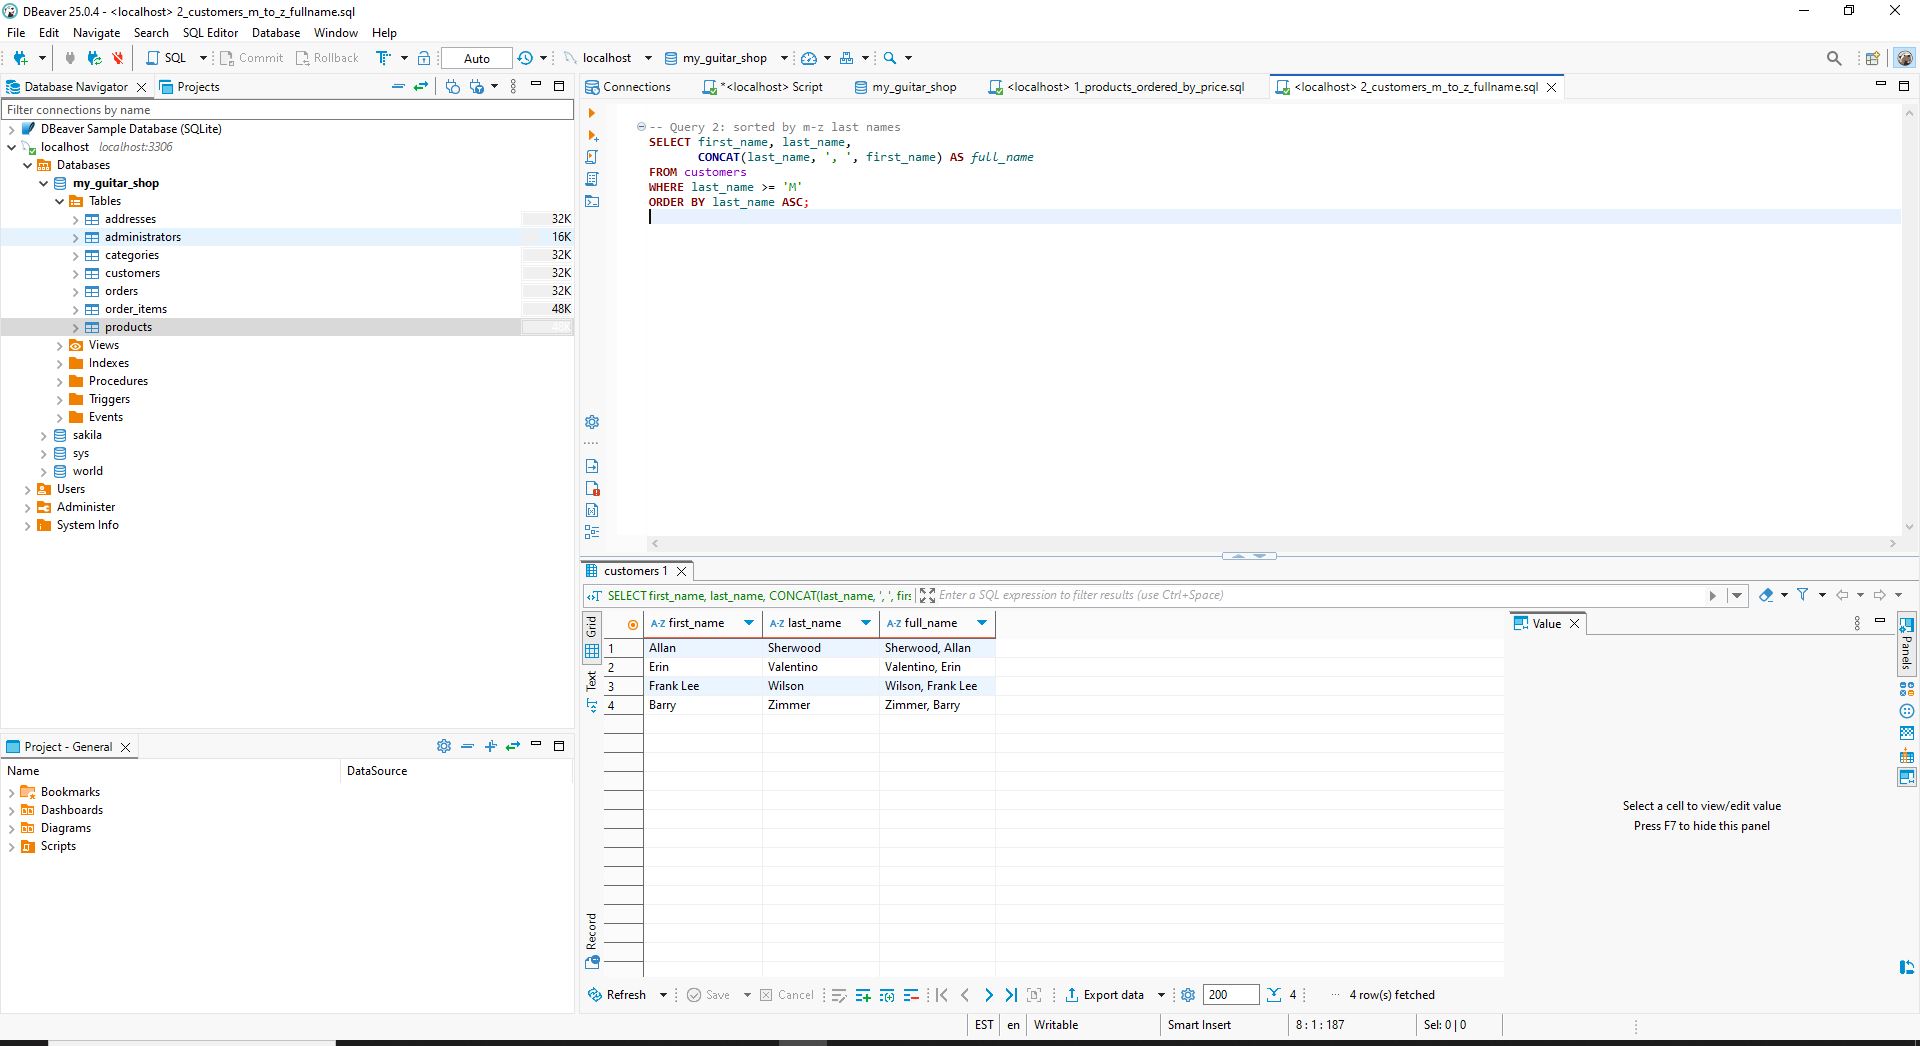 DBeaver 25.0.4 - <localhost> 2_customers_m_to_z_fullname.sql
File Edit Navigate Search SQL Editor Database Window Help
SQL Commit Rollback Auto localhost my_guitar_shop
Database Navigator Projects
Filter connections by name
DBeaver Sample Database (SQLite)
localhost localhost:3306
Databases
my_guitar_shop
Tables
addresses 32K
administrators 16K
categories 32K
customers 32K
orders 32K
order_items 48K
products 48K
Views
Indexes
Procedures
Triggers
Events
sakila
sys
world
Users
Administer
System Info
Project - General
Name DataSource
Bookmarks
Dashboards
Diagrams
Scripts
Connections *<localhost> Script my_guitar_shop <localhost> 1_products_ordered_by_price.sql <localhost> 2_customers_m_to_z_fullname.sql
-- Query 2: sorted by m-z last names
SELECT first_name, last_name,
CONCAT(last_name, ', ', first_name) AS full_name
FROM customers
WHERE last_name >= 'M'
ORDER BY last_name ASC;
customers 1
SELECT first_name, last_name, CONCAT(last_name, ', ', firs Enter a SQL expression to filter results (use Ctrl+Space)
Grid
Text
Record
A-Z first_name A-Z last_name A-Z full_name
1 Allan Sherwood Sherwood, Allan
2 Erin Valentino Valentino, Erin
3 Frank Lee Wilson Wilson, Frank Lee
4 Barry Zimmer Zimmer, Barry
Value
Panels
Select a cell to view/edit value
Press F7 to hide this panel
Refresh Save Cancel Export data 200 4 4 row(s) fetched
EST en Writable Smart Insert 8 : 1 : 187 Sel: 0 | 0